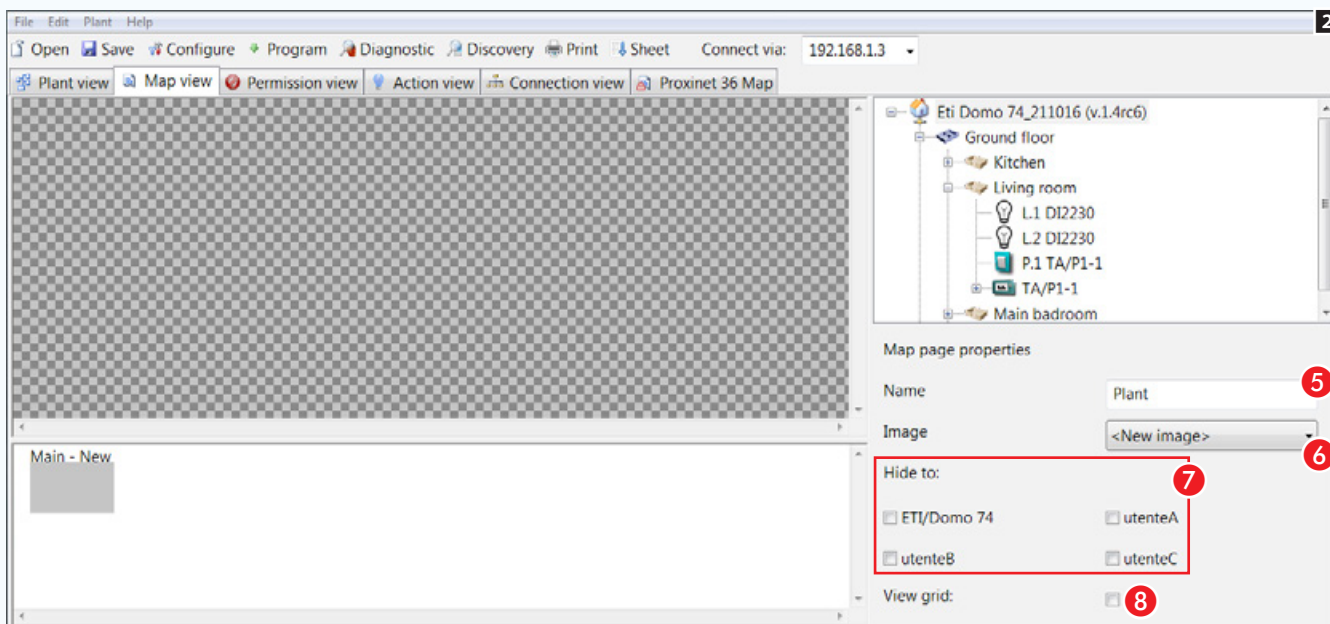 File Edit Plant Help
2
Open Save Configure Program Diagnostic Discovery Print Sheet Connect via: 192.168.1.3
Plant view Map view Permission view Action view Connection view Proxinet 36 Map
Eti Domo 74_211016 (v.1.4rc6)
Ground floor
Kitchen
Living room
L.1 DI2230
L.2 DI2230
P.1 TA/P1-1
TA/P1-1
Main badroom
Map page properties
Name Plant 5
Image <New image> 6
Main - New
Hide to: 7
ETI/Domo 74 utenteA
utenteB utenteC
View grid: 8